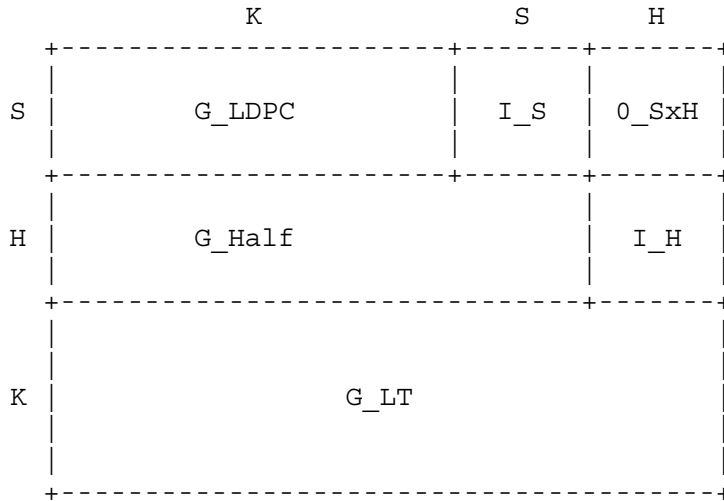 K S H
S G_LDPC I_S 0_SxH
H G_Half I_H
K G_LT